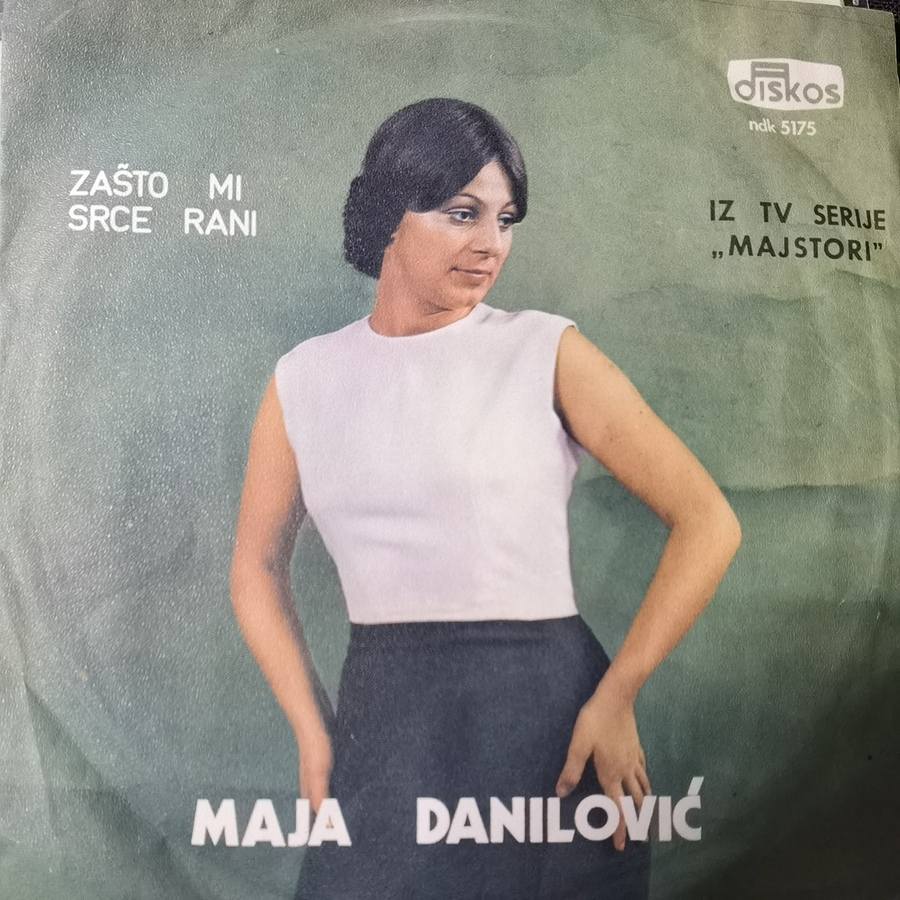 diskos
ndk 5175
ZAŠTO MI
SRCE RANI
IZ TV SERIJE
„MAJSTORI”
MAJA DANILOVIĆ